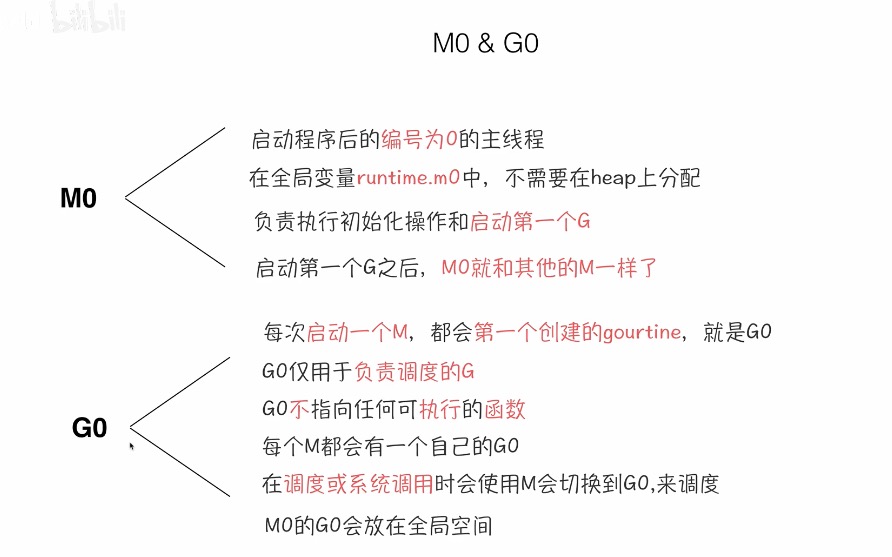 bilibili
M0 & G0
启动程序后的编号为0的主线程
在全局变量runtime.m0中，不需要在heap上分配
M0
负责执行初始化操作和启动第一个G
启动第一个G之后，M0就和其他的M一样了
每次启动一个M，都会第一个创建的gourtine，就是G0
G0仅用于负责调度的G
G0不指向任何可执行的函数
G0
每个M都会有一个自己的G0
在调度或系统调用时会使用M会切换到G0,来调度
M0的G0会放在全局空间